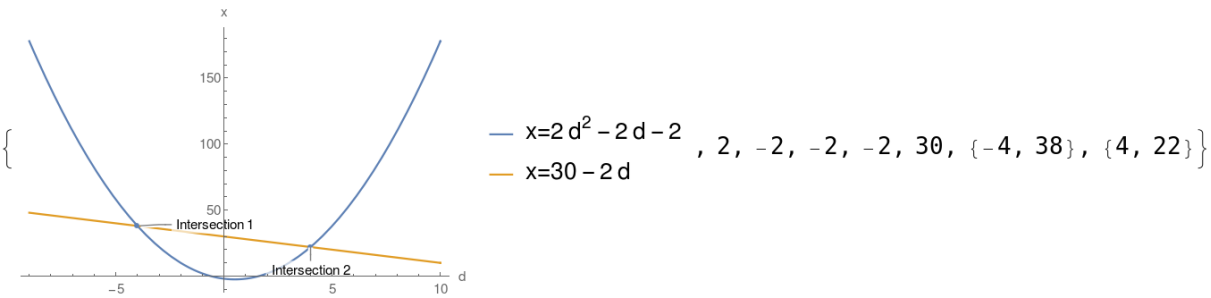 x
150
100
50
Intersection 1
Intersection 2
d
-5
5
10
{
x=2 d² − 2 d − 2
x=30 − 2 d
, 2, -2, -2, -2, 30, {-4, 38}, {4, 22}}